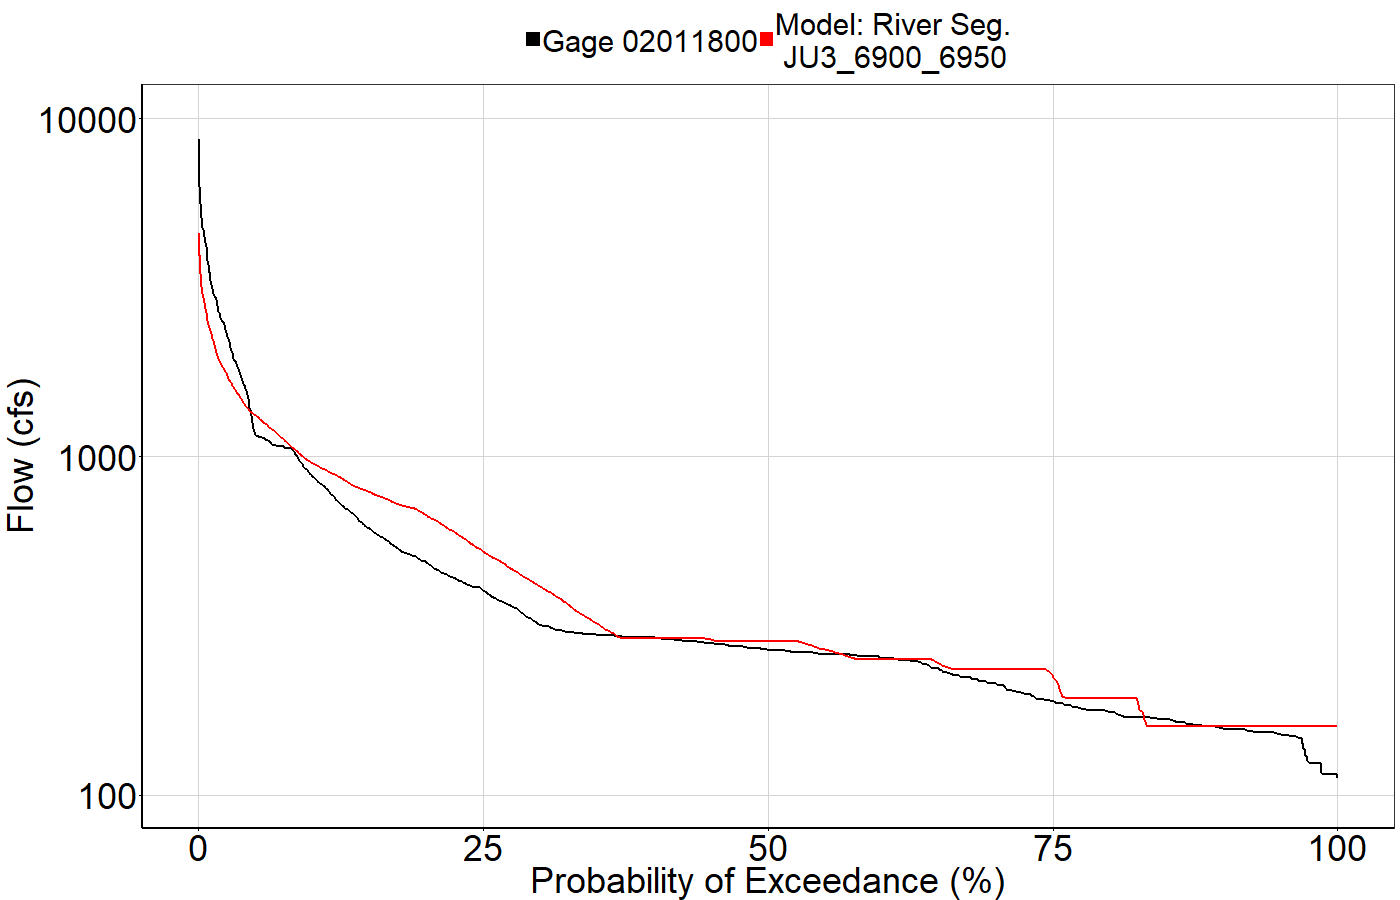 Gage 02011800
Model: River Seg.
JU3_6900_6950
10000
1000
100
Flow (cfs)
0 25 50 75 100
Probability of Exceedance (%)